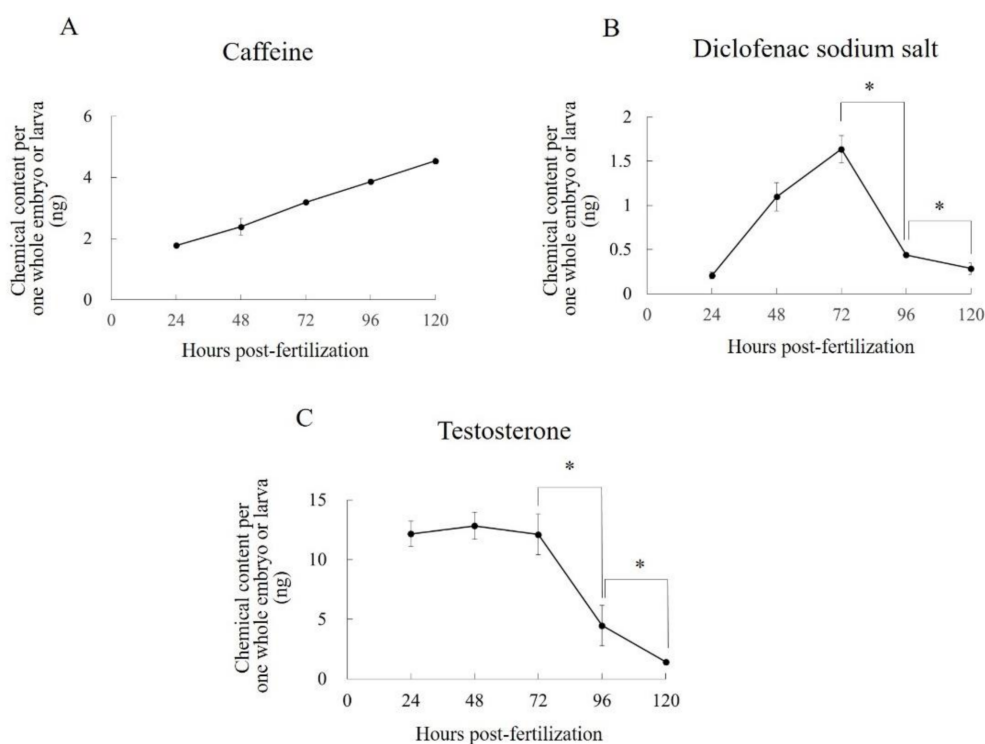 A
Caffeine
Chemical content per
one whole embryo or larva
(ng)
6
4
2
0
0 24 48 72 96 120
Hours post-fertilization
B
Diclofenac sodium salt
*
*
Chemical content per
one whole embryo or larva
(ng)
2
1.5
1
0.5
0
0 24 48 72 96 120
Hours post-fertilization
C
Testosterone
*
*
Chemical content per
one whole embryo or larva
(ng)
15
10
5
0
0 24 48 72 96 120
Hours post-fertilization